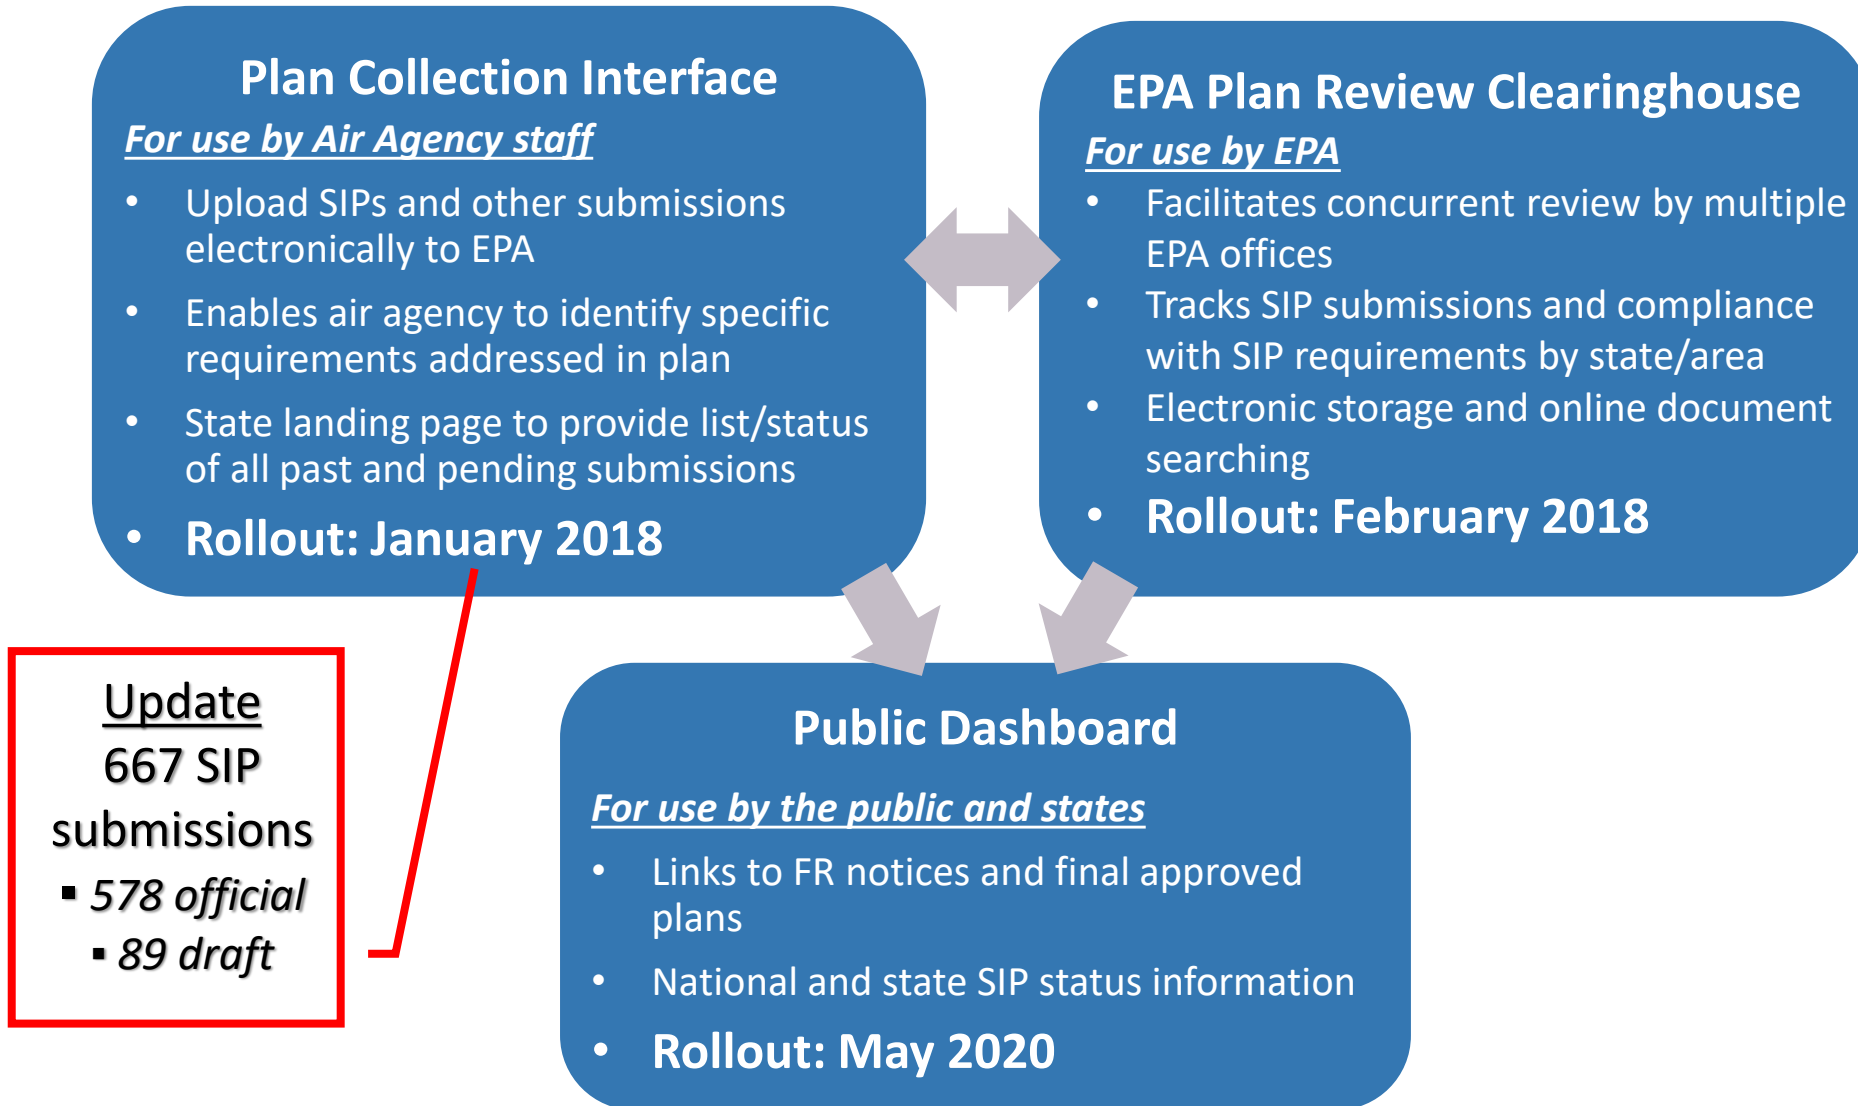 Plan Collection Interface
For use by Air Agency staff
• Upload SIPs and other submissions
electronically to EPA
• Enables air agency to identify specific
requirements addressed in plan
• State landing page to provide list/status
of all past and pending submissions
• Rollout: January 2018
EPA Plan Review Clearinghouse
For use by EPA
• Facilitates concurrent review by multiple
EPA offices
• Tracks SIP submissions and compliance
with SIP requirements by state/area
• Electronic storage and online document
searching
• Rollout: February 2018
Update
667 SIP
submissions
▪ 578 official
▪ 89 draft
Public Dashboard
For use by the public and states
• Links to FR notices and final approved
plans
• National and state SIP status information
• Rollout: May 2020